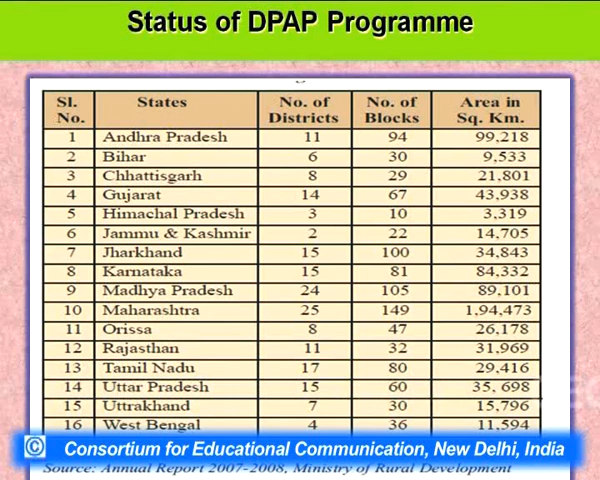 Status of DPAP Programme
Sl. No. States No. of Districts No. of Blocks Area in Sq. Km.
1 Andhra Pradesh 11 94 99,218
2 Bihar 6 30 9,533
3 Chhattisgarh 8 29 21,801
4 Gujarat 14 67 43,938
5 Himachal Pradesh 3 10 3,319
6 Jammu & Kashmir 2 22 14,705
7 Jharkhand 15 100 34,843
8 Karnataka 15 81 84,332
9 Madhya Pradesh 24 105 89,101
10 Maharashtra 25 149 1,94,473
11 Orissa 8 47 26,178
12 Rajasthan 11 32 31,969
13 Tamil Nadu 17 80 29,416
14 Uttar Pradesh 15 60 35, 698
15 Uttrakhand 7 30 15,796
16 West Bengal 4 36 11,594
© Consortium for Educational Communication, New Delhi, India
Source: Annual Report 2007-2008, Ministry of Rural Development